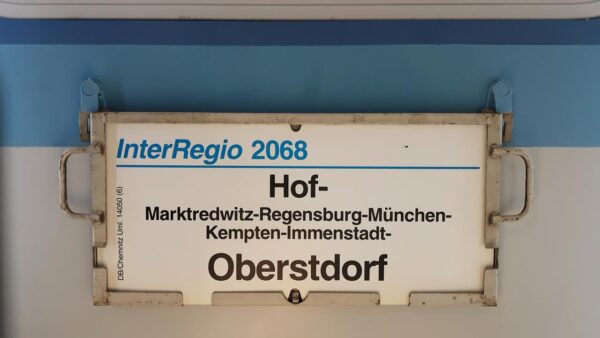 InterRegio 2068
Hof-
Marktredwitz-Regensburg-München-
Kempten-Immenstadt-
Oberstdorf
DB/Chemnitz Uml. 14050 (6)